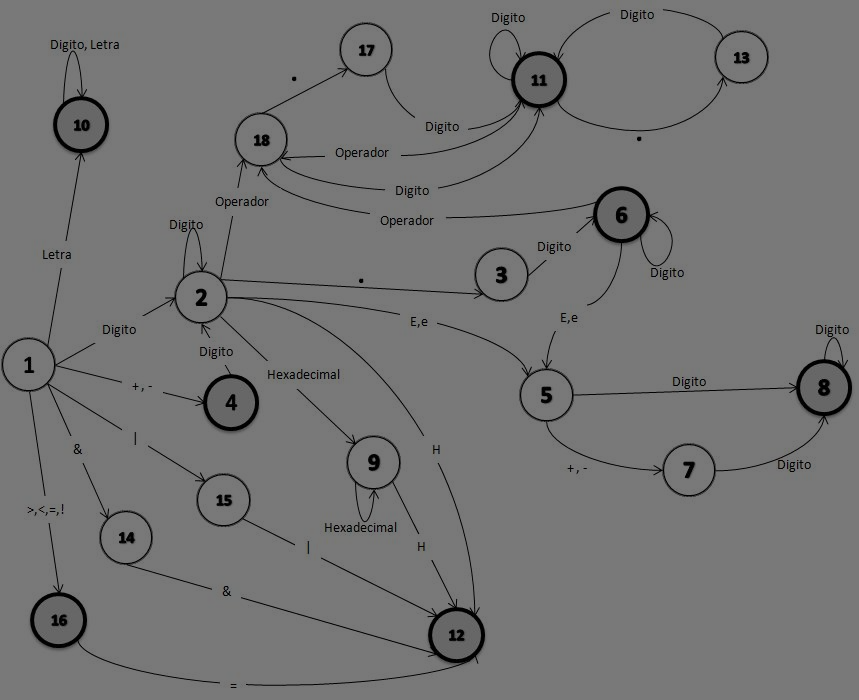 Digito
Digito
Digito, Letra
17
11
13
.
10
Digito
.
18
Operador
Digito
Operador
Operador
6
Digito
Letra
Digito
3
Digito
2
.
E,e
E,e
Digito
Digito
Digito
1
Hexadecimal
Digito
8
+, -
4
5
&
|
H
9
+, -
7
Digito
15
>,<,=,!
Hexadecimal
14
|
H
&
16
12
=